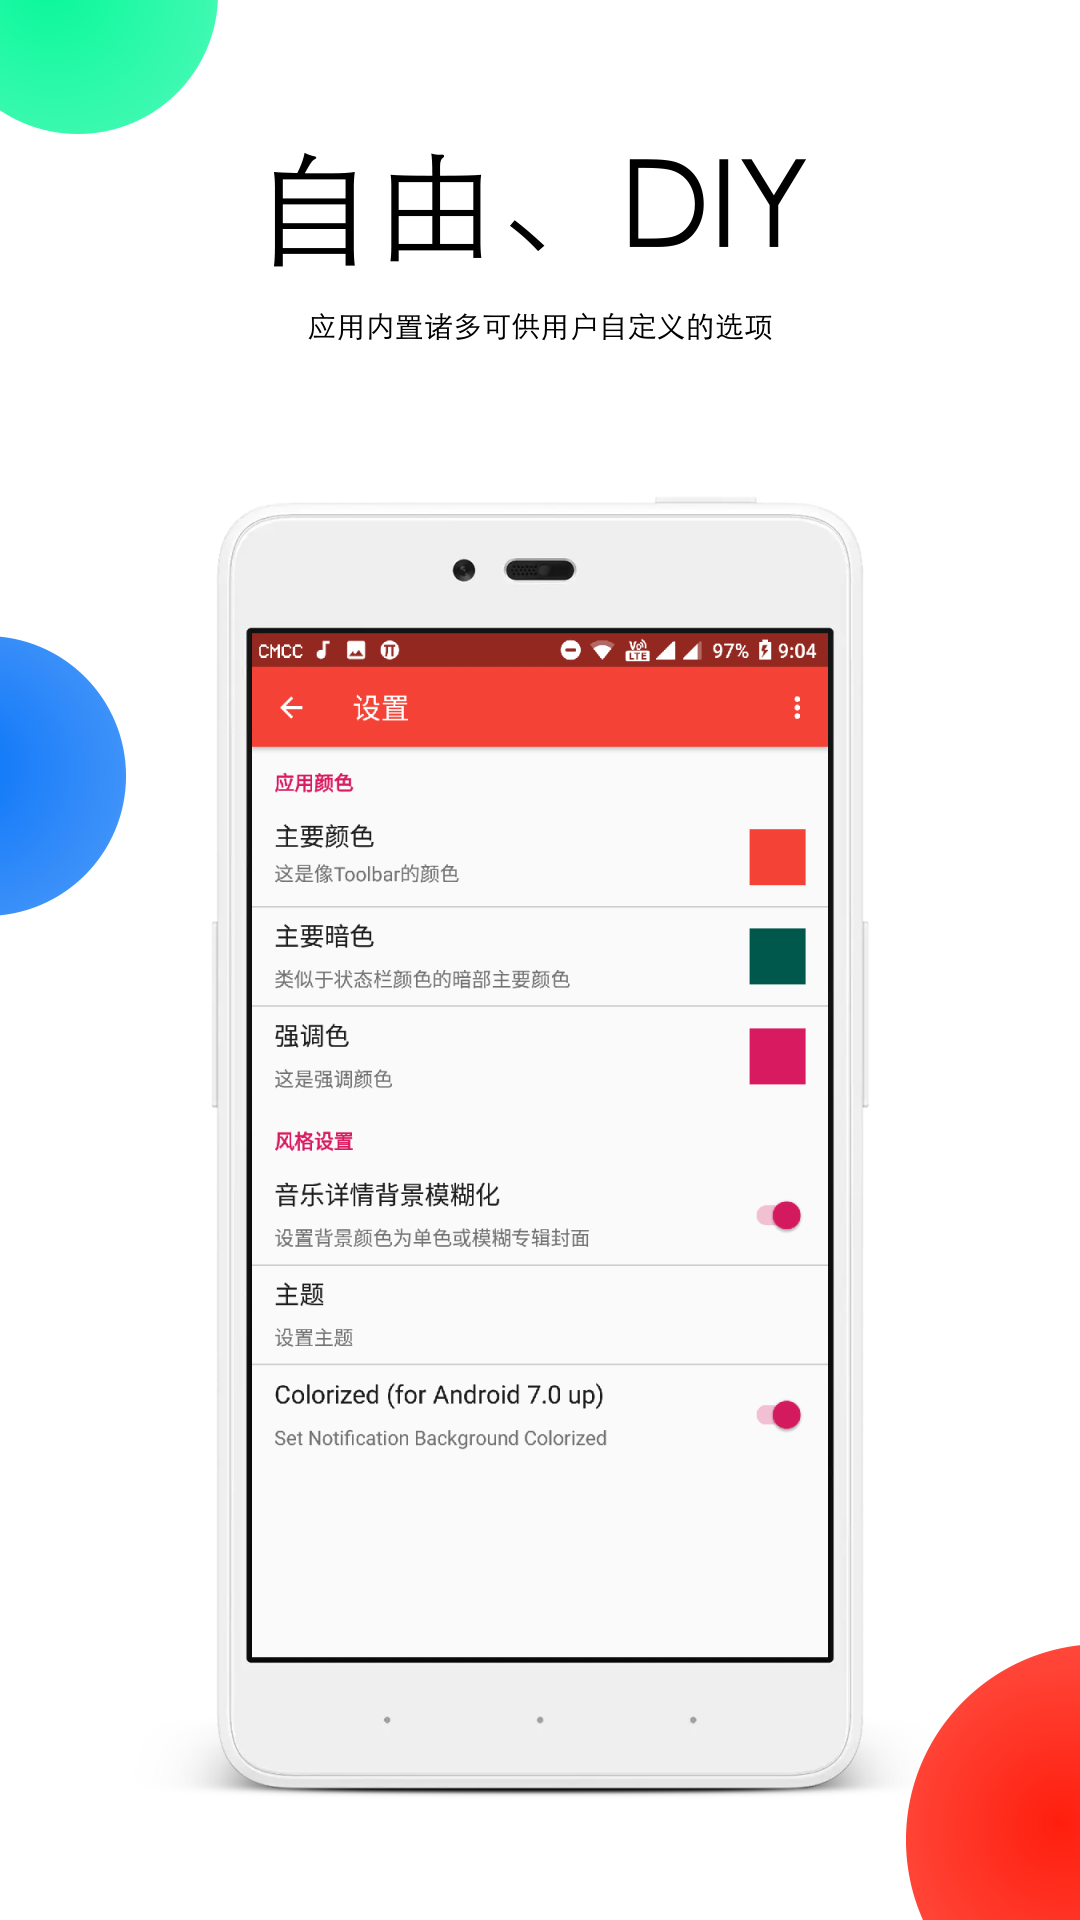 自由、DIY
应用内置诸多可供用户自定义的选项
CMCC VoLTE 97% 9:04
设置
应用颜色
主要颜色
这是像Toolbar的颜色
主要暗色
类似于状态栏颜色的暗部主要颜色
强调色
这是强调颜色
风格设置
音乐详情背景模糊化
设置背景颜色为单色或模糊专辑封面
主题
设置主题
Colorized (for Android 7.0 up)
Set Notification Background Colorized